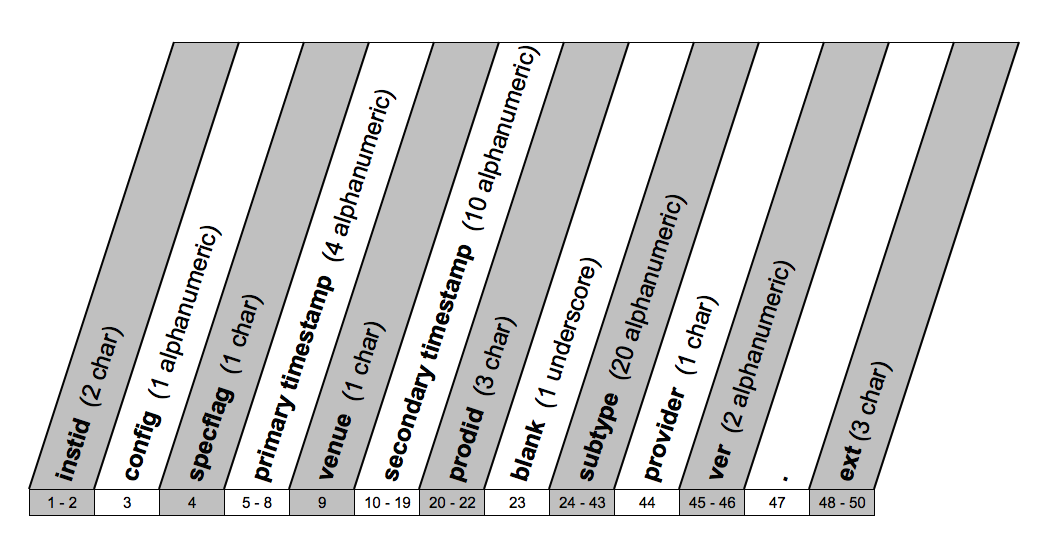 instid (2 char)
config (1 alphanumeric)
specflag (1 char)
primary timestamp (4 alphanumeric)
venue (1 char)
secondary timestamp (10 alphanumeric)
prodid (3 char)
blank (1 underscore)
subtype (20 alphanumeric)
provider (1 char)
ver (2 alphanumeric)
.
ext (3 char)
1 - 2
3
4
5 - 8
9
10 - 19
20 - 22
23
24 - 43
44
45 - 46
47
48 - 50